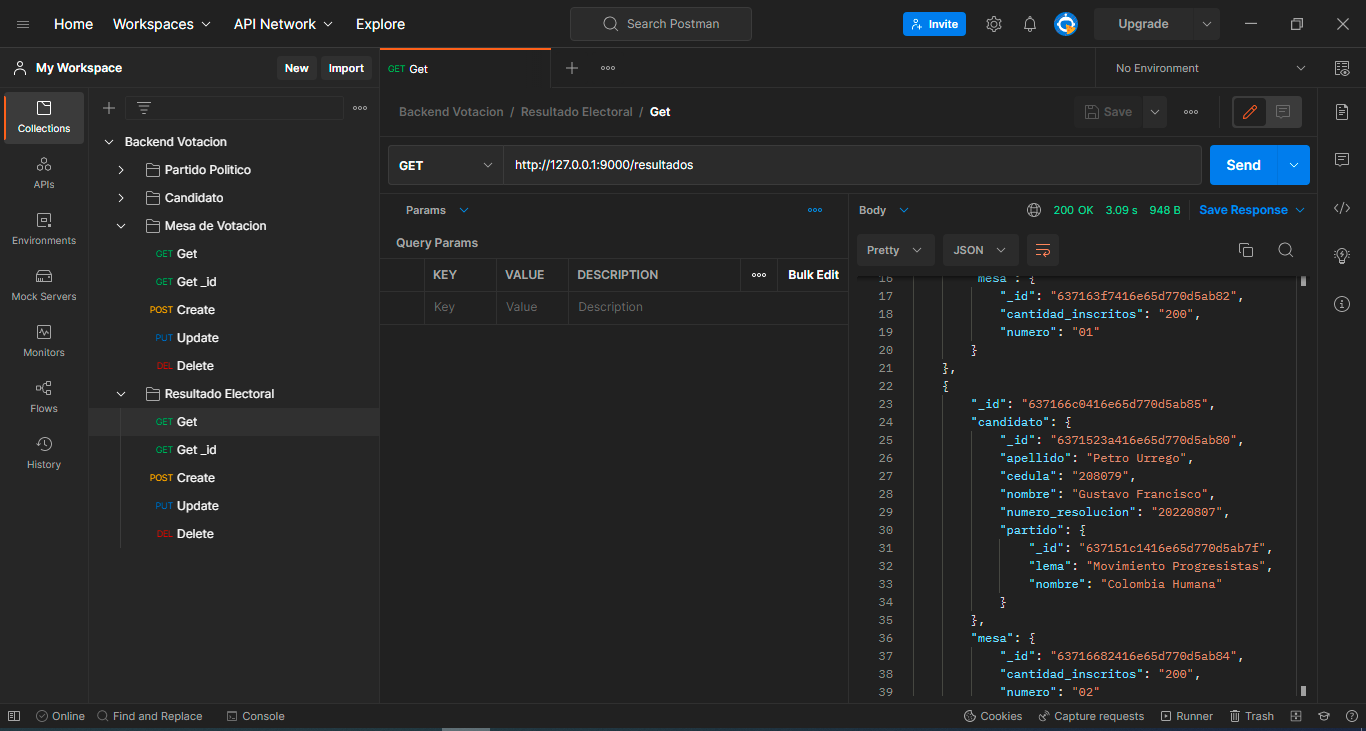 Home Workspaces API Network Explore Search Postman Invite Upgrade
My Workspace New Import GET Get No Environment
Collections
APIs
Environments
Mock Servers
Monitors
Flows
History
Backend Votacion
Partido Politico
Candidato
Mesa de Votacion
GET Get
GET Get _id
POST Create
PUT Update
DEL Delete
Resultado Electoral
GET Get
GET Get _id
POST Create
PUT Update
DEL Delete
Backend Votacion / Resultado Electoral / Get Save
GET http://127.0.0.1:9000/resultados Send
Params
Query Params
KEY VALUE DESCRIPTION Bulk Edit
Key Value Description
Body 200 OK 3.09 s 948 B Save Response
Pretty JSON
16 "mesa": {
17 "_id": "637163f7416e65d770d5ab82",
18 "cantidad_inscritos": "200",
19 "numero": "01"
20 }
21 },
22 {
23 "_id": "637166c0416e65d770d5ab85",
24 "candidato": {
25 "_id": "6371523a416e65d770d5ab80",
26 "apellido": "Petro Urrego",
27 "cedula": "208079",
28 "nombre": "Gustavo Francisco",
29 "numero_resolucion": "20220807",
30 "partido": {
31 "_id": "637151c1416e65d770d5ab7f",
32 "lema": "Movimiento Progresistas",
33 "nombre": "Colombia Humana"
34 }
35 },
36 "mesa": {
37 "_id": "63716682416e65d770d5ab84",
38 "cantidad_inscritos": "200",
39 "numero": "02"
Online Find and Replace Console Cookies Capture requests Runner Trash